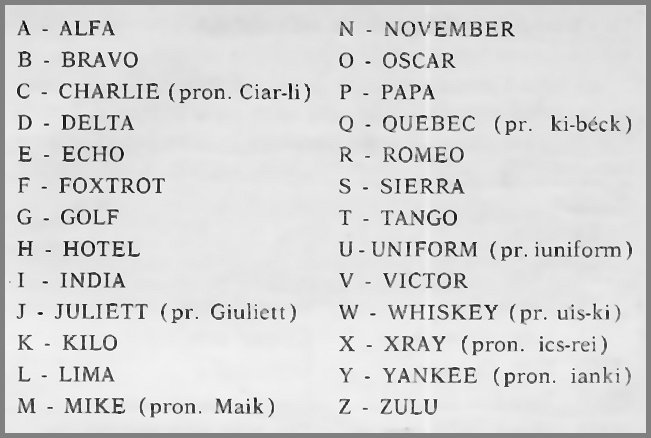 A - ALFA
B - BRAVO
C - CHARLIE (pron. Ciar-li)
D - DELTA
E - ECHO
F - FOXTROT
G - GOLF
H - HOTEL
I - INDIA
J - JULIETT (pr. Giuliett)
K - KILO
L - LIMA
M - MIKE (pron. Maik)
N - NOVEMBER
O - OSCAR
P - PAPA
Q - QUEBEC (pr. ki-béck)
R - ROMEO
S - SIERRA
T - TANGO
U - UNIFORM (pr. iuniform)
V - VICTOR
W - WHISKEY (pr. uis-ki)
X - XRAY (pron. ics-rei)
Y - YANKEE (pron. ianki)
Z - ZULU